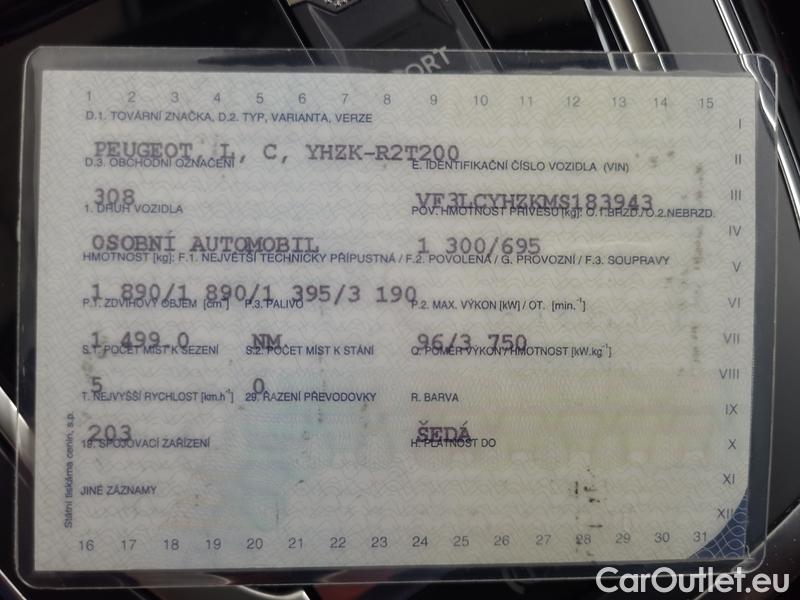 PORT
1 2 3 4 5 6 7 8 9 10 11 12 13 14 15
D.1. TOVÁRNÍ ZNAČKA, D.2. TYP, VARIANTA, VERZE I
PEUGEOT L, C, YHZK-R2T200
D.3. OBCHODNÍ OZNAČENÍ E. IDENTIFIKAČNÍ ČÍSLO VOZIDLA (VIN) II
308 VF3LCYHZKMS183943 III
1. DRUH VOZIDLA POV. HMOTNOST PŘÍVĚSU [kg]: O.1.BRZD./O.2.NEBRZD.
OSOBNÍ AUTOMOBIL 1 300/695 IV
HMOTNOST [kg]: F.1. NEJVĚTŠÍ TECHNICKY PŘÍPUSTNÁ / F.2. POVOLENÁ / G. PROVOZNÍ / F.3. SOUPRAVY V
1 890/1 890/1 395/3 190
P.1. ZDVIHOVÝ OBJEM [cm³] P.3. PALIVO P.2. MAX. VÝKON [kW] / OT. [min.⁻¹] VI
1 499.0 NM 96/3 750 VII
S.1. POČET MÍST K SEZENÍ S.2. POČET MÍST K STÁNÍ Q. POMĚR VÝKON / HMOTNOST [kW.kg⁻¹]
5 0 VIII
T. NEJVYŠŠÍ RYCHLOST [km.h⁻¹] 29. ŘAZENÍ PŘEVODOVKY R. BARVA IX
203 ŠEDÁ
19. SPOJOVACÍ ZAŘÍZENÍ H. PLATNOST DO X
JINÉ ZÁZNAMY XI
XII
16 17 18 19 20 21 22 23 24 25 26 27 28 29 30 31
Státní tiskárna cenin, s.p.
CarOutlet.eu